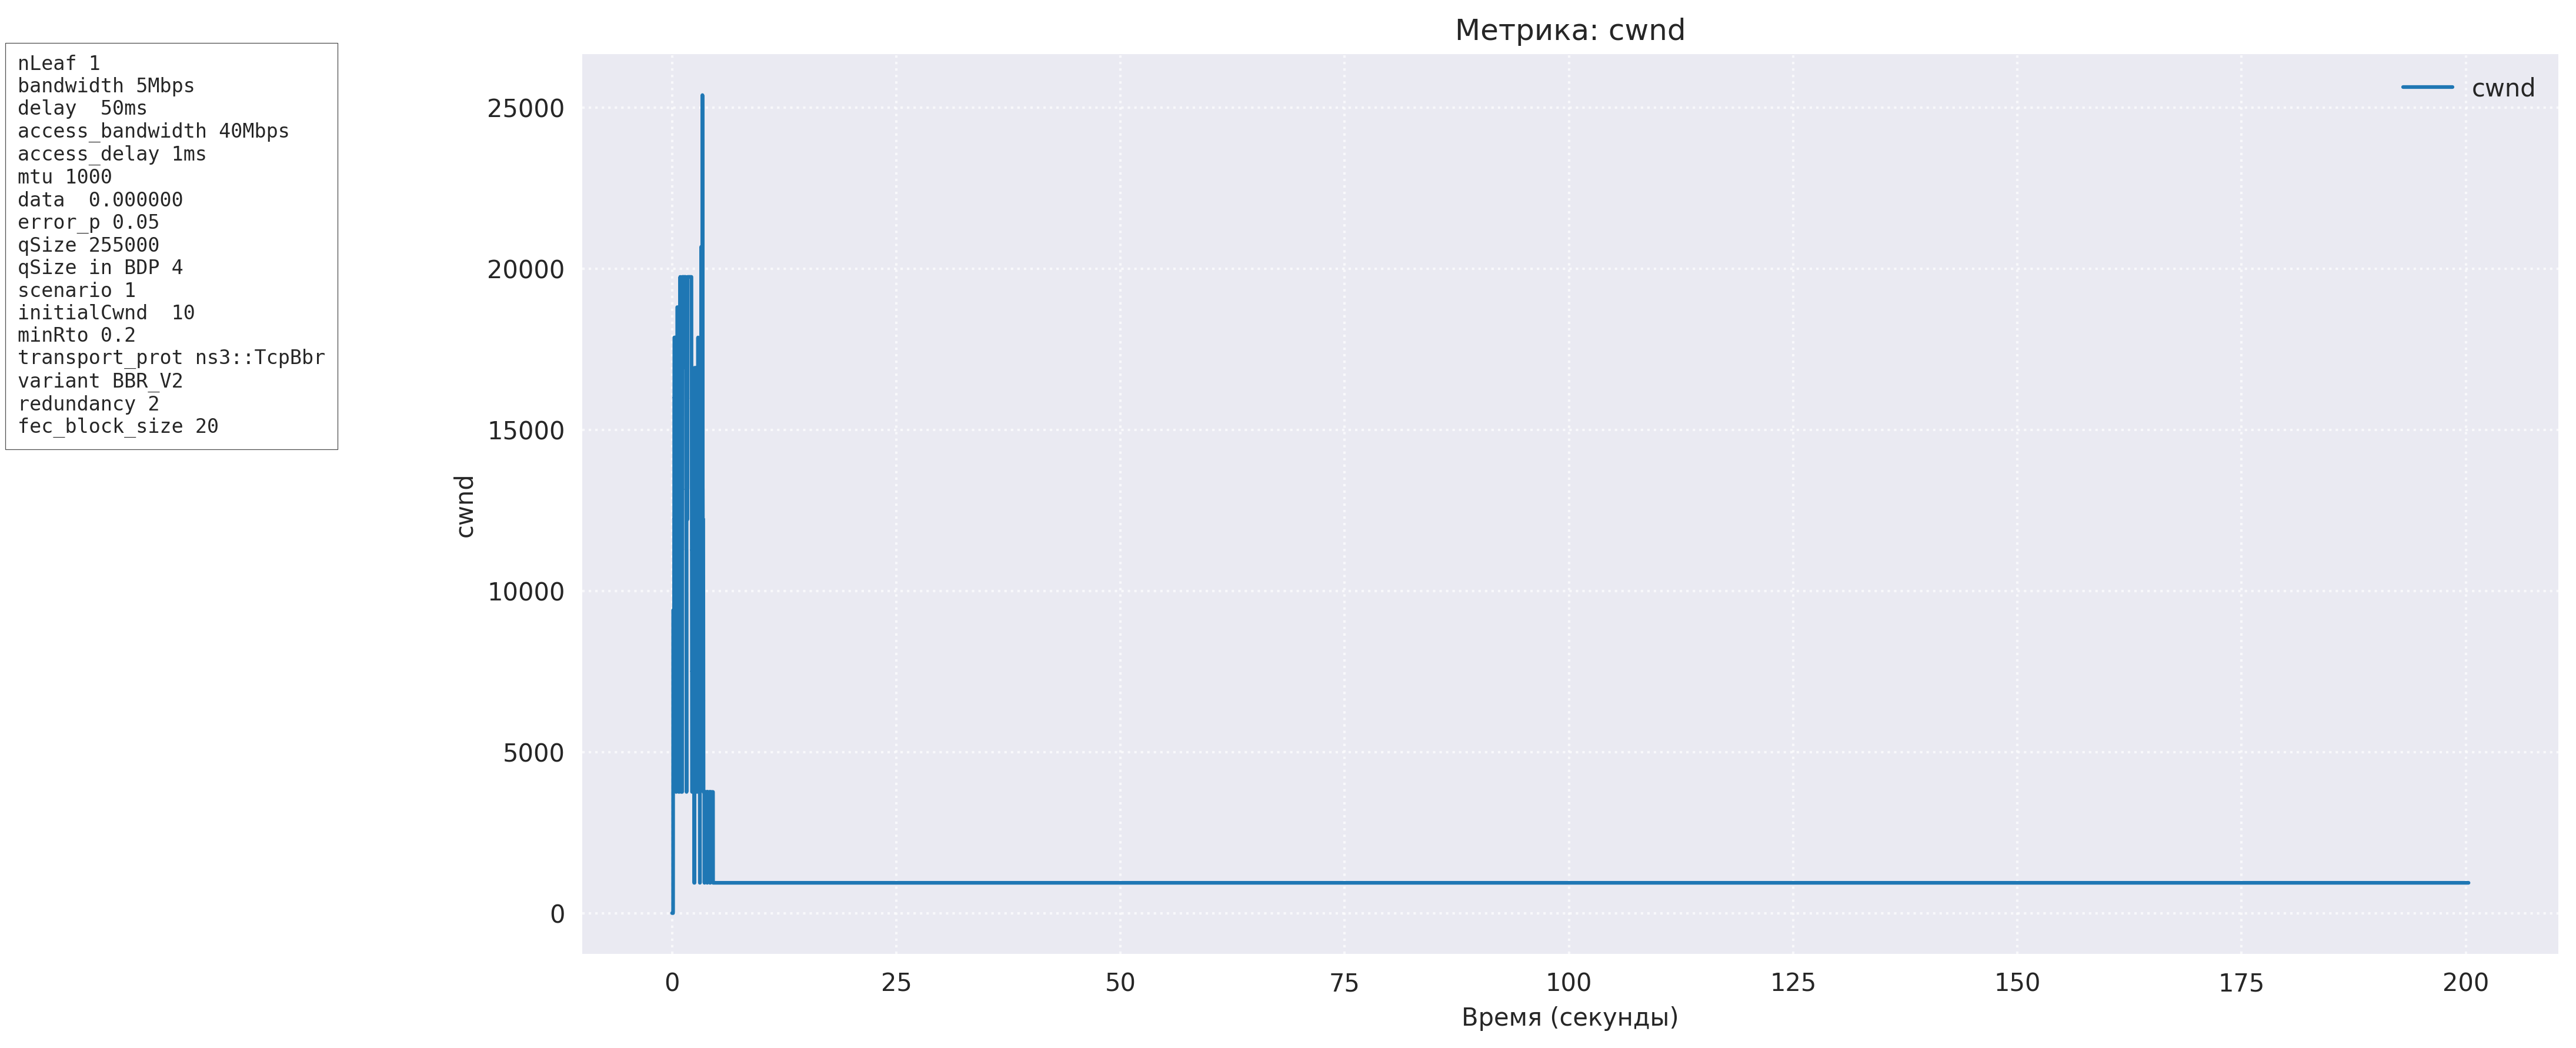 Метрика: cwnd
nLeaf 1
bandwidth 5Mbps
delay  50ms
access_bandwidth 40Mbps
access_delay 1ms
mtu 1000
data  0.000000
error_p 0.05
qSize 255000
qSize in BDP 4
scenario 1
initialCwnd  10
minRto 0.2
transport_prot ns3::TcpBbr
variant BBR_V2
redundancy 2
fec_block_size 20
cwnd
25000
20000
15000
10000
5000
0
cwnd
0 25 50 75 100 125 150 175 200
Время (секунды)